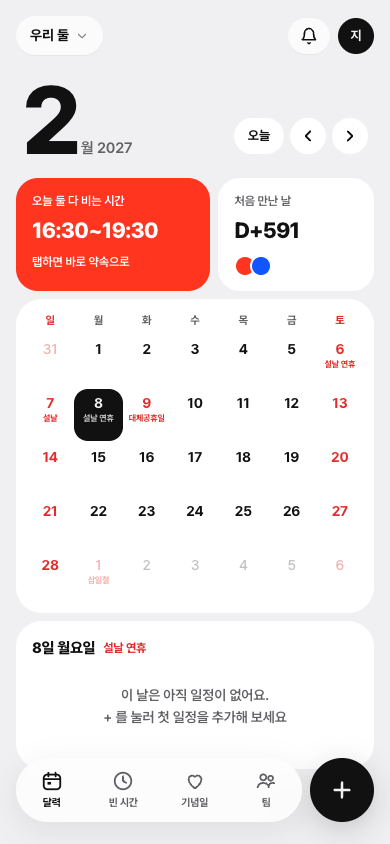 우리 둘
지
2월 2027
오늘
오늘 둘 다 비는 시간
16:30~19:30
탭하면 바로 약속으로
처음 만난 날
D+591
일 월 화 수 목 금 토
31 1 2 3 4 5 6
설날 연휴
7 8 9 10 11 12 13
설날 설날 연휴 대체공휴일
14 15 16 17 18 19 20
21 22 23 24 25 26 27
28 1 2 3 4 5 6
삼일절
8일 월요일 설날 연휴
이 날은 아직 일정이 없어요.
+ 를 눌러 첫 일정을 추가해 보세요
달력 빈 시간 기념일 팀